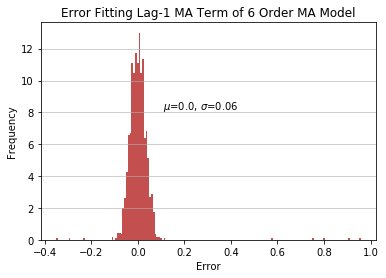 Error Fitting Lag-1 MA Term of 6 Order MA Model
12
10
8
μ=0.0, σ=0.06
6
4
2
0
Frequency
−0.4 −0.2 0.0 0.2 0.4 0.6 0.8 1.0
Error